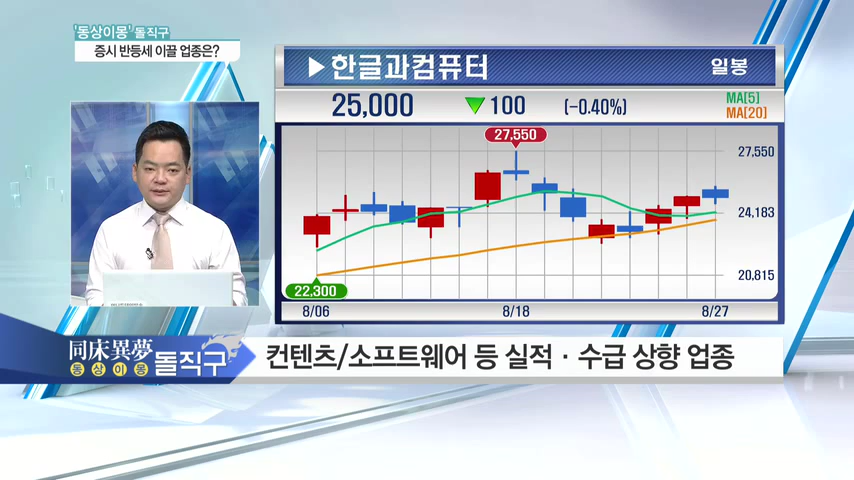 '동상이몽' 돌직구
증시 반등세 이끌 업종은?
▶한글과컴퓨터
일봉
25,000 ▼100 (-0.40%)
MA[5]
MA[20]
27,550
27,550
24,183
20,815
22,300
8/06 8/18 8/27
同床異夢
동상이몽
돌직구
컨텐츠/소프트웨어 등 실적·수급 상향 업종